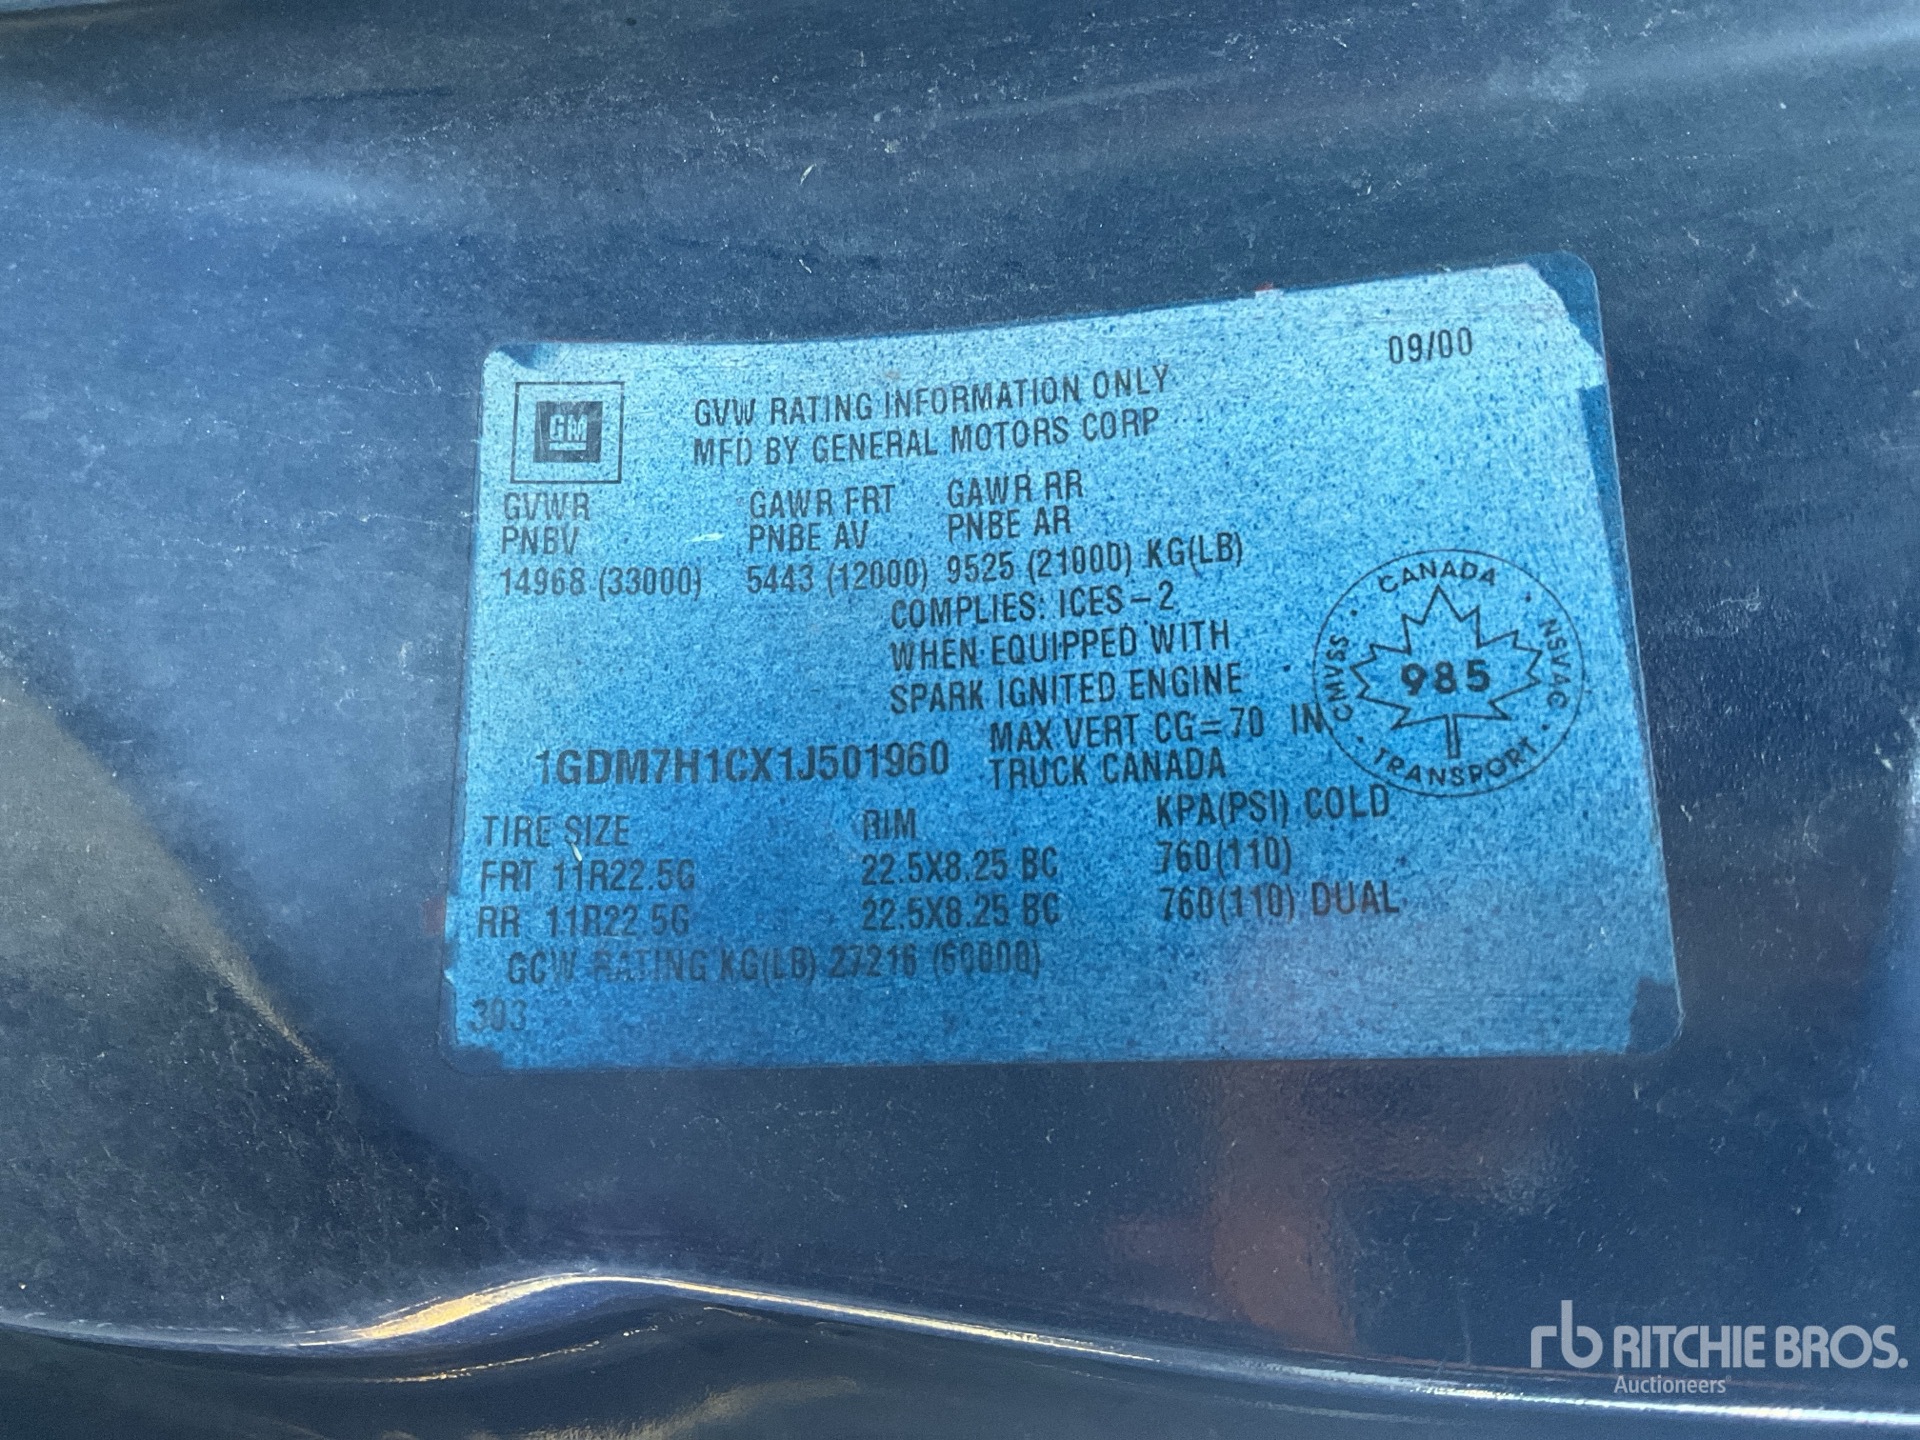 09/00
GM
GVW RATING INFORMATION ONLY
MFD BY GENERAL MOTORS CORP
GVWR GAWR FRT GAWR RR
PNBV PNBE AV PNBE AR
14968 (33000) 5443 (12000) 9525 (21000) KG(LB)
COMPLIES: ICES-2
WHEN EQUIPPED WITH
SPARK IGNITED ENGINE
MAX VERT CG=70 IN
1GDM7H1CX1J501960 TRUCK CANADA
CANADA · NSVAC · TRANSPORT · CMVSS ·
985
TIRE SIZE RIM KPA(PSI) COLD
FRT 11R22.5G 22.5X8.25 BC 760(110)
RR 11R22.5G 22.5X8.25 BC 760(110) DUAL
GCW RATING KG(LB) 27216 (60000)
303
rb RITCHIE BROS.
Auctioneers